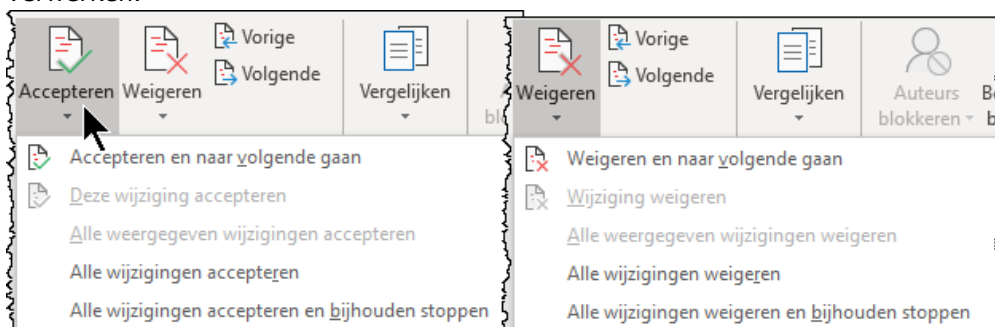 Vorige
Volgende
Accepteren Weigeren
Vergelijken
Accepteren en naar volgende gaan
Deze wijziging accepteren
Alle weergegeven wijzigingen accepteren
Alle wijzigingen accepteren
Alle wijzigingen accepteren en bijhouden stoppen
Vorige
Volgende
Weigeren
Vergelijken
Auteurs
blokkeren
Weigeren en naar volgende gaan
Wijziging weigeren
Alle weergegeven wijzigingen weigeren
Alle wijzigingen weigeren
Alle wijzigingen weigeren en bijhouden stoppen